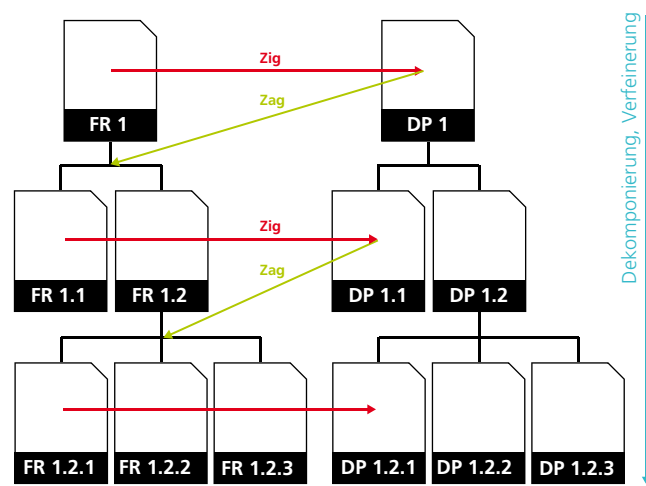 Zig
Zag
FR 1
DP 1
Zig
Zag
FR 1.1
FR 1.2
DP 1.1
DP 1.2
FR 1.2.1
FR 1.2.2
FR 1.2.3
DP 1.2.1
DP 1.2.2
DP 1.2.3
Dekomponierung, Verfeinerung